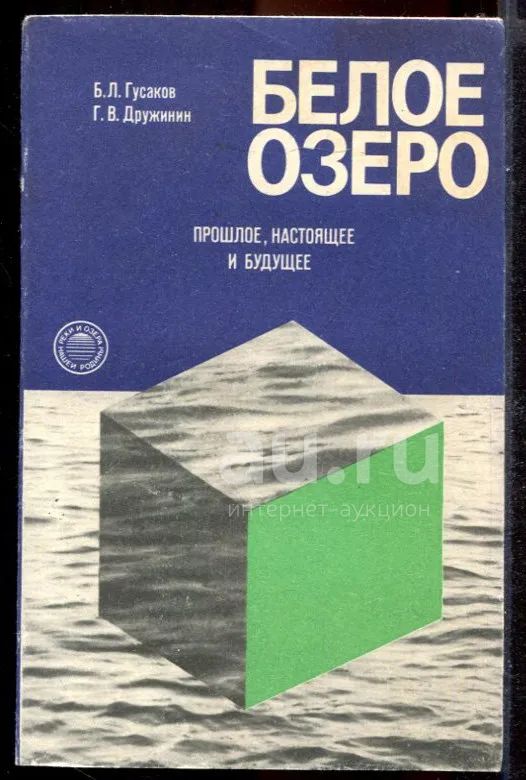 Б.Л. Гусаков
Г.В. Дружинин
БЕЛОЕ
ОЗЕРО
ПРОШЛОЕ, НАСТОЯЩЕЕ
И БУДУЩЕЕ
РЕКИ И ОЗЕРА
НАШЕЙ РОДИНЫ
au.ru
интернет-аукцион